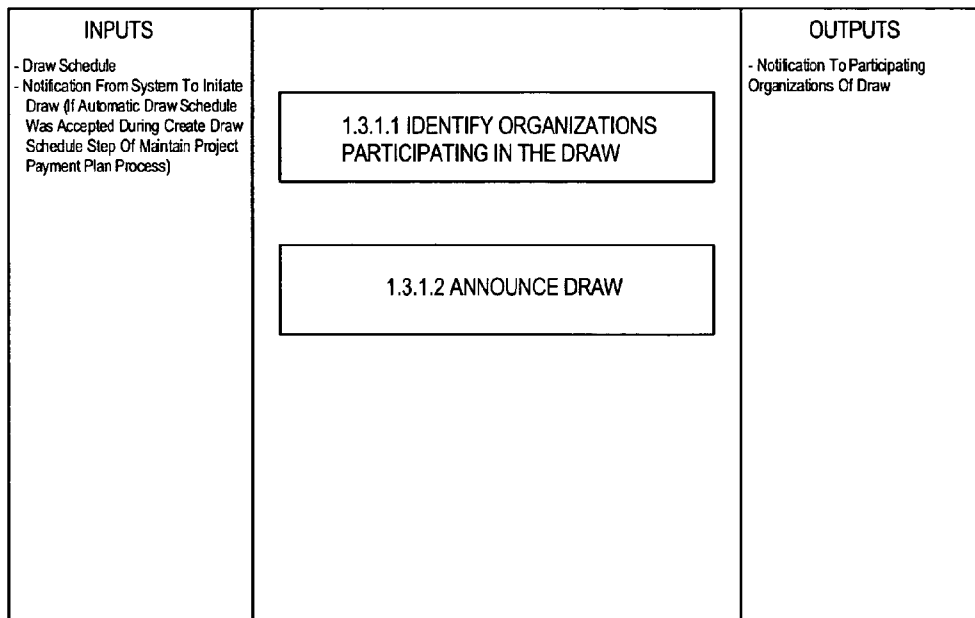 INPUTS
- Draw Schedule
- Notification From System To Initiate
Draw (If Automatic Draw Schedule
Was Accepted During Create Draw
Schedule Step Of Maintain Project
Payment Plan Process)
1.3.1.1 IDENTIFY ORGANIZATIONS
PARTICIPATING IN THE DRAW
1.3.1.2 ANNOUNCE DRAW
OUTPUTS
- Notification To Participating
Organizations Of Draw